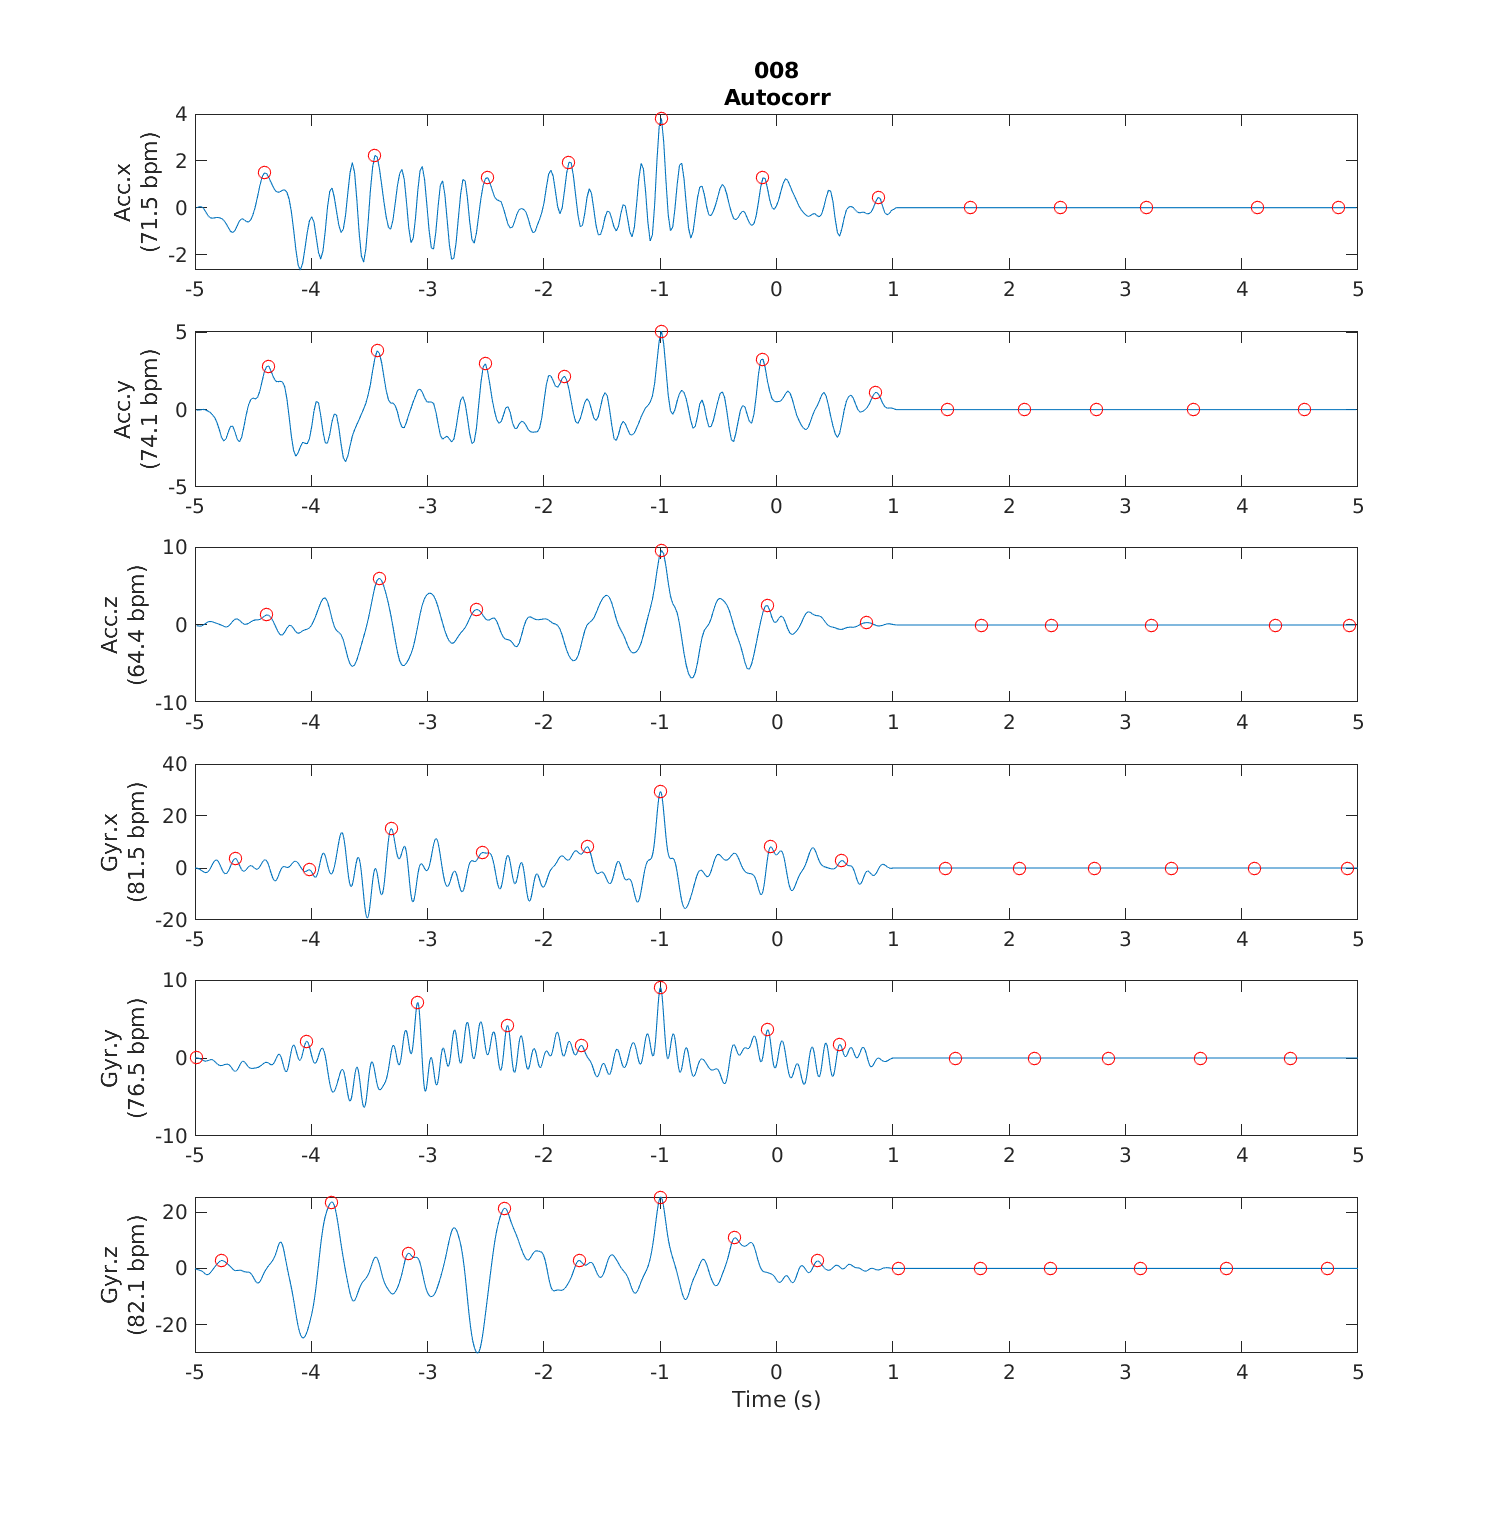 008
Autocorr
Acc.x
(71.5 bpm)
4
2
0
-2
-5 -4 -3 -2 -1 0 1 2 3 4 5
Acc.y
(74.1 bpm)
5
0
-5
-5 -4 -3 -2 -1 0 1 2 3 4 5
Acc.z
(64.4 bpm)
10
0
-10
-5 -4 -3 -2 -1 0 1 2 3 4 5
Gyr.x
(81.5 bpm)
40
20
0
-20
-5 -4 -3 -2 -1 0 1 2 3 4 5
Gyr.y
(76.5 bpm)
10
0
-10
-5 -4 -3 -2 -1 0 1 2 3 4 5
Gyr.z
(82.1 bpm)
20
0
-20
-5 -4 -3 -2 -1 0 1 2 3 4 5
Time (s)